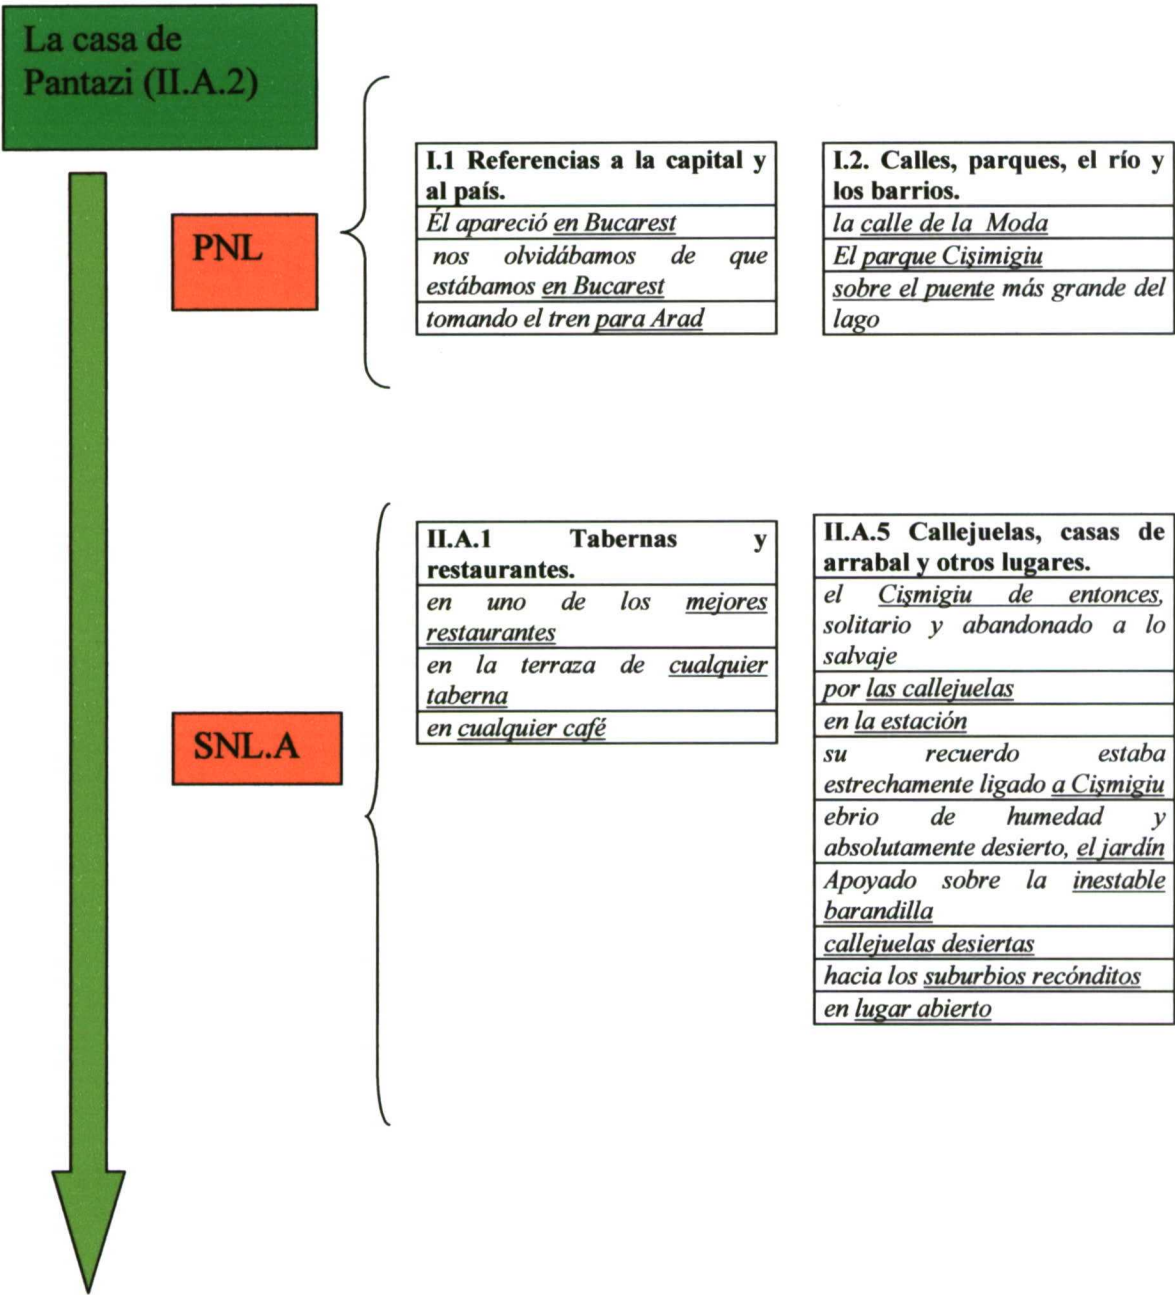 La casa de
Pantazi (II.A.2)
PNL
I.1 Referencias a la capital y
al país.
Él apareció en Bucarest
nos olvidábamos de que
estábamos en Bucarest
tomando el tren para Arad
I.2. Calles, parques, el río y
los barrios.
la calle de la Moda
El parque Cişimigiu
sobre el puente más grande del
lago
SNL.A
II.A.1 Tabernas y
restaurantes.
en uno de los mejores
restaurantes
en la terraza de cualquier
taberna
en cualquier café
II.A.5 Callejuelas, casas de
arrabal y otros lugares.
el Cişmigiu de entonces,
solitario y abandonado a lo
salvaje
por las callejuelas
en la estación
su recuerdo estaba
estrechamente ligado a Cişmigiu
ebrio de humedad y
absolutamente desierto, el jardín
Apoyado sobre la inestable
barandilla
callejuelas desiertas
hacia los suburbios recónditos
en lugar abierto